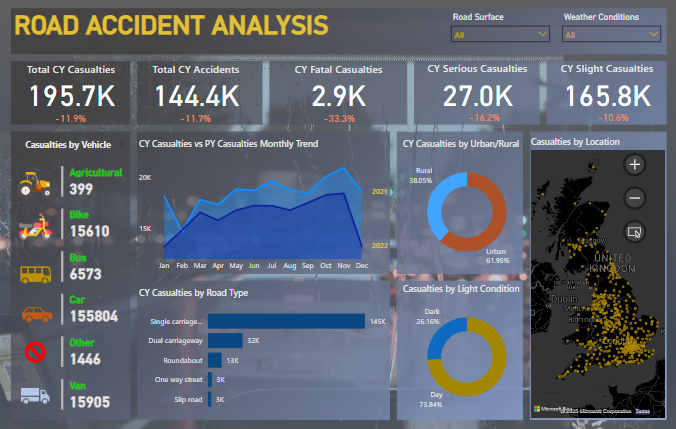 ROAD ACCIDENT ANALYSIS
Road Surface
All
Weather Conditions
All
Total CY Casualties
195.7K
-11.9%
Total CY Accidents
144.4K
-11.7%
CY Fatal Casualties
2.9K
-33.3%
CY Serious Casualties
27.0K
-16.2%
CY Slight Casualties
165.8K
-10.6%
Casualties by Vehicle
Agricultural
399
Bike
15610
Bus
6573
Car
155804
Other
1446
Van
15905
CY Casualties vs PY Casualties Monthly Trend
20K
15K
2021
2022
Jan Feb Mar Apr May Jun Jul Aug Sep Oct Nov Dec
CY Casualties by Road Type
Single carriage... 145K
Dual carriageway 32K
Roundabout 13K
One way street 3K
Slip road 3K
CY Casualties by Urban/Rural
Rural
38.05%
Urban
61.95%
Casualties by Light Condition
Dark
26.16%
Day
73.84%
Casualties by Location
UNITED
KINGDOM
Dublin
Microsoft
Microsoft Corporation Terms